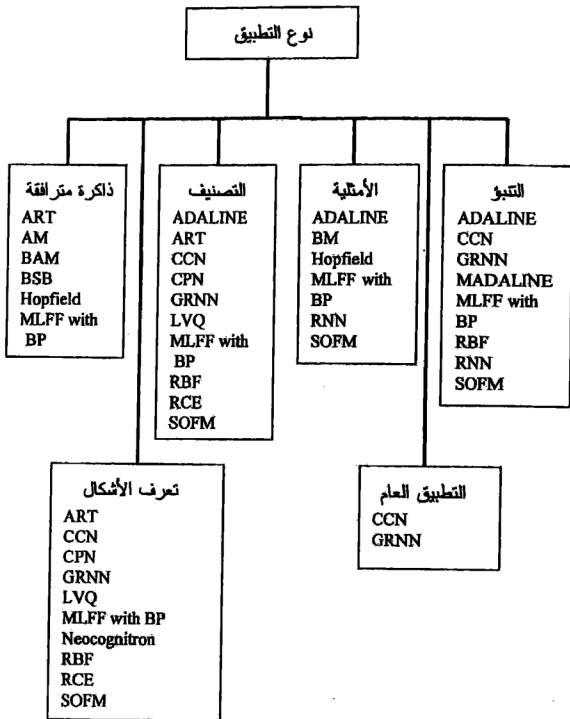 نوع التطبيق
ذاكرة مترافقة
ART
AM
BAM
BSB
Hopfield
MLFF with
BP
التصنيف
ADALINE
ART
CCN
CPN
GRNN
LVQ
MLFF with
BP
RBF
RCE
SOFM
الأمثلية
ADALINE
BM
Hopfield
MLFF with
BP
RNN
SOFM
التنبؤ
ADALINE
CCN
GRNN
MADALINE
MLFF with
BP
RBF
RNN
SOFM
تعرف الأشكال
ART
CCN
CPN
GRNN
LVQ
MLFF with BP
Neocognitron
RBF
RCE
SOFM
التطبيق العام
CCN
GRNN